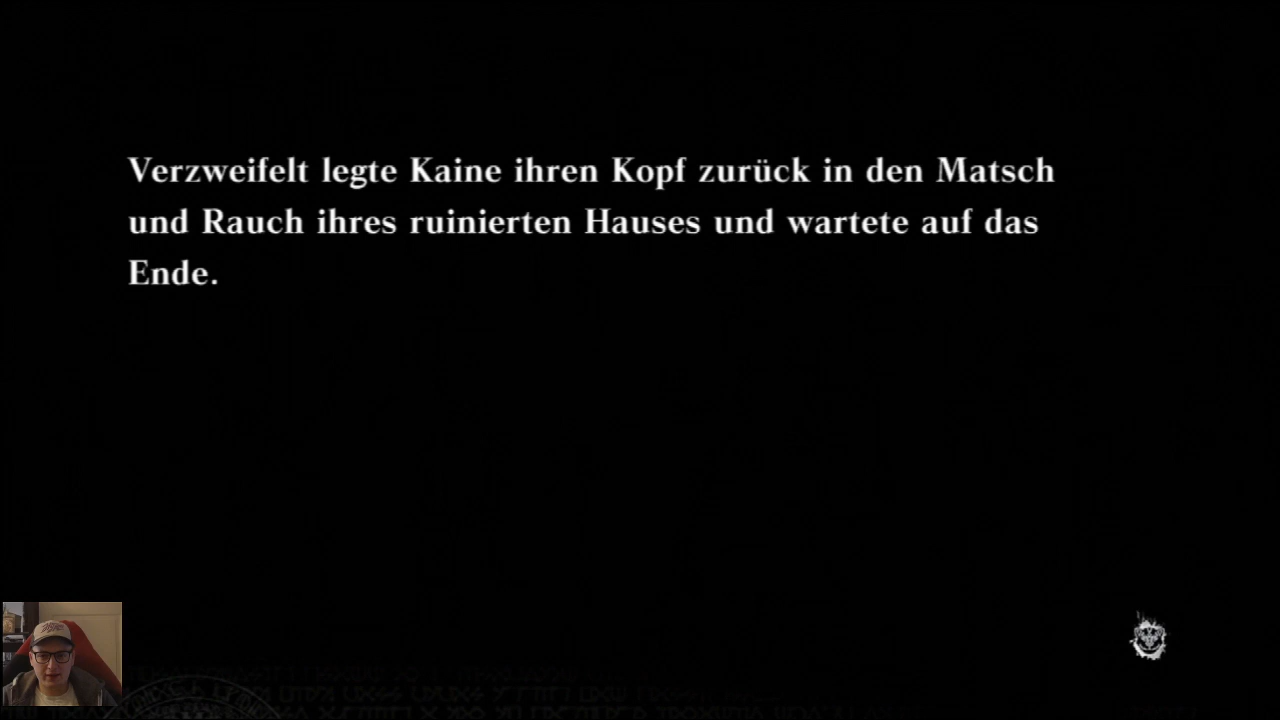 Verzweifelt legte Kaine ihren Kopf zurück in den Matsch
und Rauch ihres ruinierten Hauses und wartete auf das
Ende.